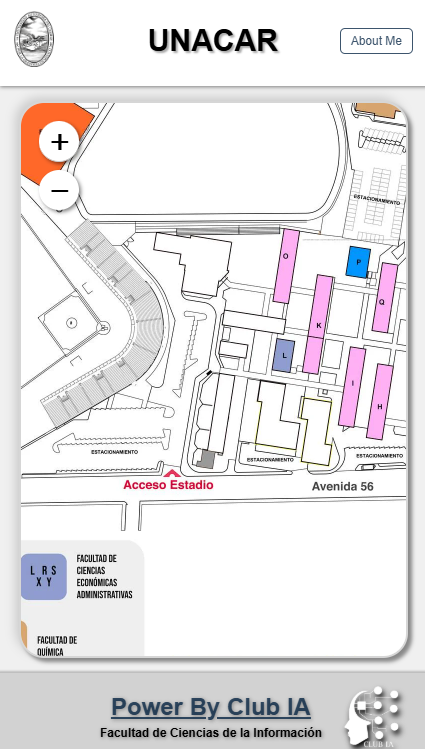 UNACAR
About Me
+
−
ESTACIONAMIENTO
O
P
Q
K
L
I
H
ESTACIONAMIENTO
ESTACIONAMIENTO
ESTACIONAMIENTO
Acceso Estadio
Avenida 56
L R S
X Y
FACULTAD DE
CIENCIAS
ECONÓMICAS
ADMINISTRATIVAS
FACULTAD DE
QUÍMICA
Power By Club IA
Facultad de Ciencias de la Información
CLUB IA